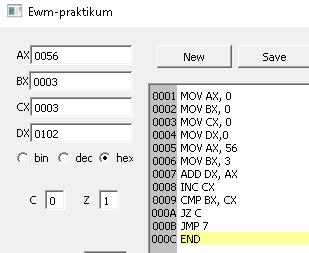 Ewm-praktikum
New Save
AX 0056
BX 0003
CX 0003
DX 0102
bin dec hex
C 0 Z 1
0001 MOV AX, 0
0002 MOV BX, 0
0003 MOV CX, 0
0004 MOV DX,0
0005 MOV AX, 56
0006 MOV BX, 3
0007 ADD DX, AX
0008 INC CX
0009 CMP BX, CX
000A JZ C
000B JMP 7
000C END